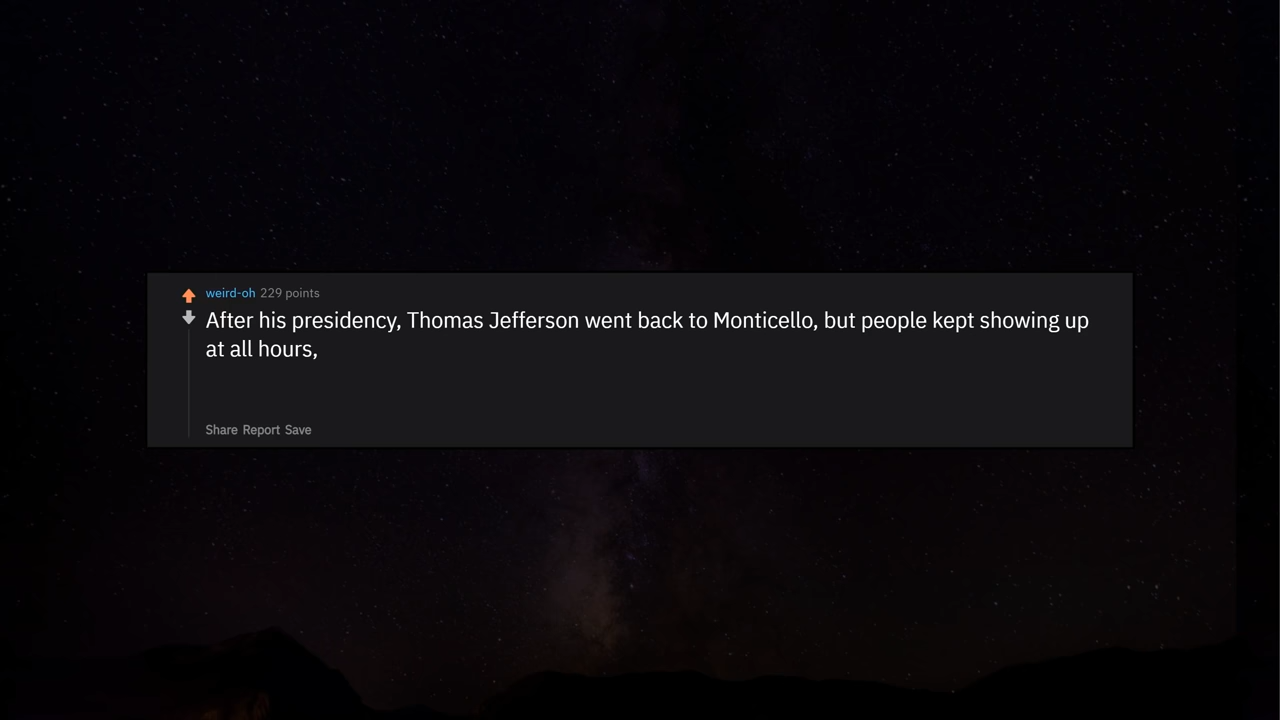 weird-oh 229 points
After his presidency, Thomas Jefferson went back to Monticello, but people kept showing up
at all hours,
Share Report Save